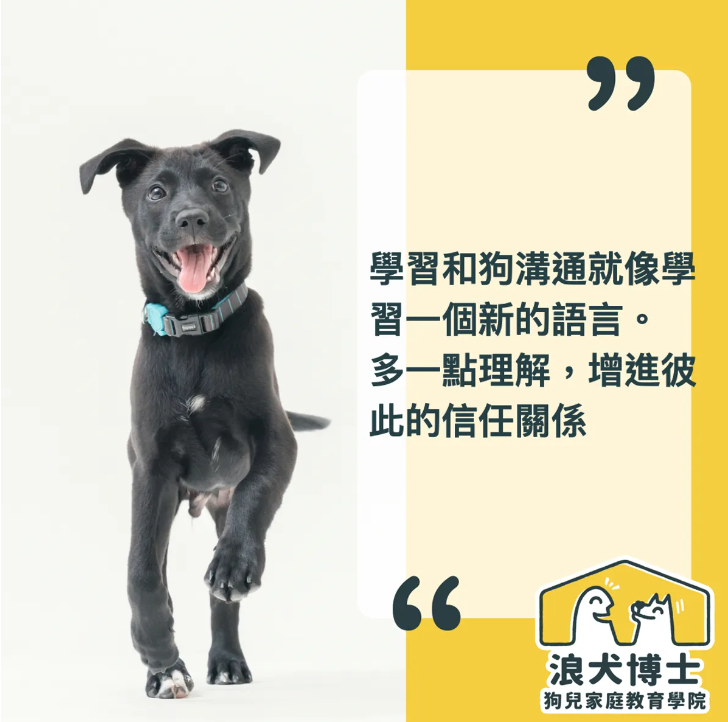 ”
學習和狗溝通就像學
習一個新的語言。
多一點理解，增進彼
此的信任關係
“
浪犬博士
狗兒家庭教育學院